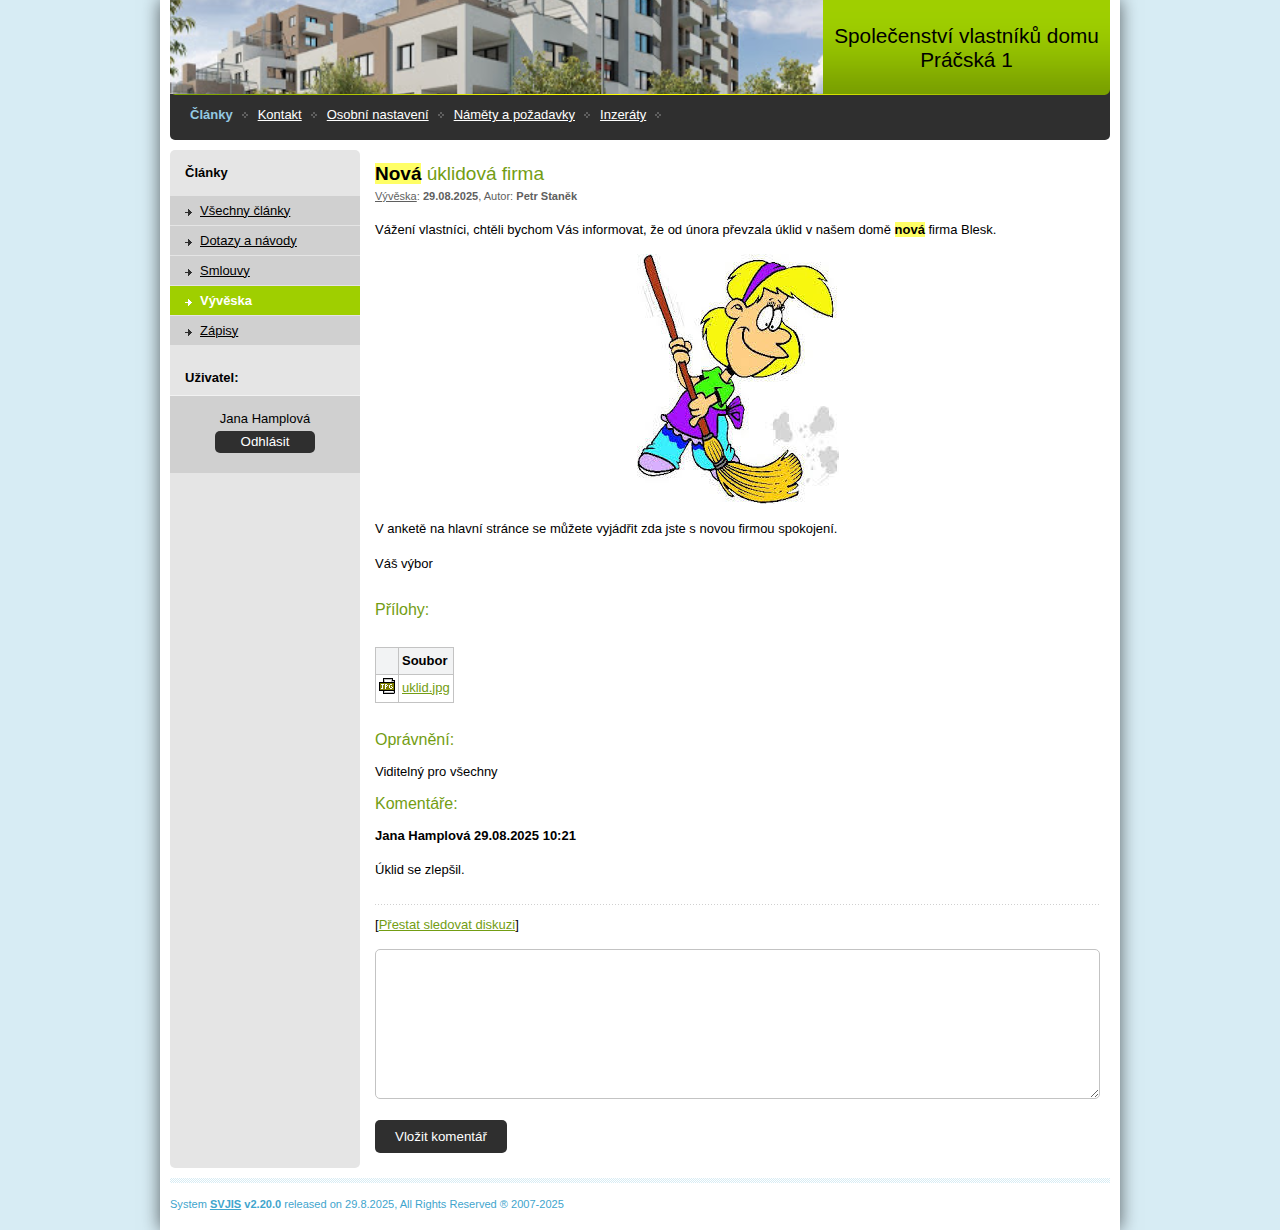 Společenství vlastníků domu
Práčská 1
Články
Kontakt
Osobní nastavení
Náměty a požadavky
Inzeráty
Články
Všechny články
Dotazy a návody
Smlouvy
Vývěska
Zápisy
Uživatel:
Jana Hamplová
Odhlásit
Nová úklidová firma
Vývěska: 29.08.2025, Autor: Petr Staněk
Vážení vlastníci, chtěli bychom Vás informovat, že od února převzala úklid v našem domě nová firma Blesk.
V anketě na hlavní stránce se můžete vyjádřit zda jste s novou firmou spokojení.
Váš výbor
Přílohy:
Soubor
JPG uklid.jpg
Oprávnění:
Viditelný pro všechny
Komentáře:
Jana Hamplová 29.08.2025 10:21
Úklid se zlepšil.
[Přestat sledovat diskuzi]
Vložit komentář
System SVJIS v2.20.0 released on 29.8.2025, All Rights Reserved ® 2007-2025